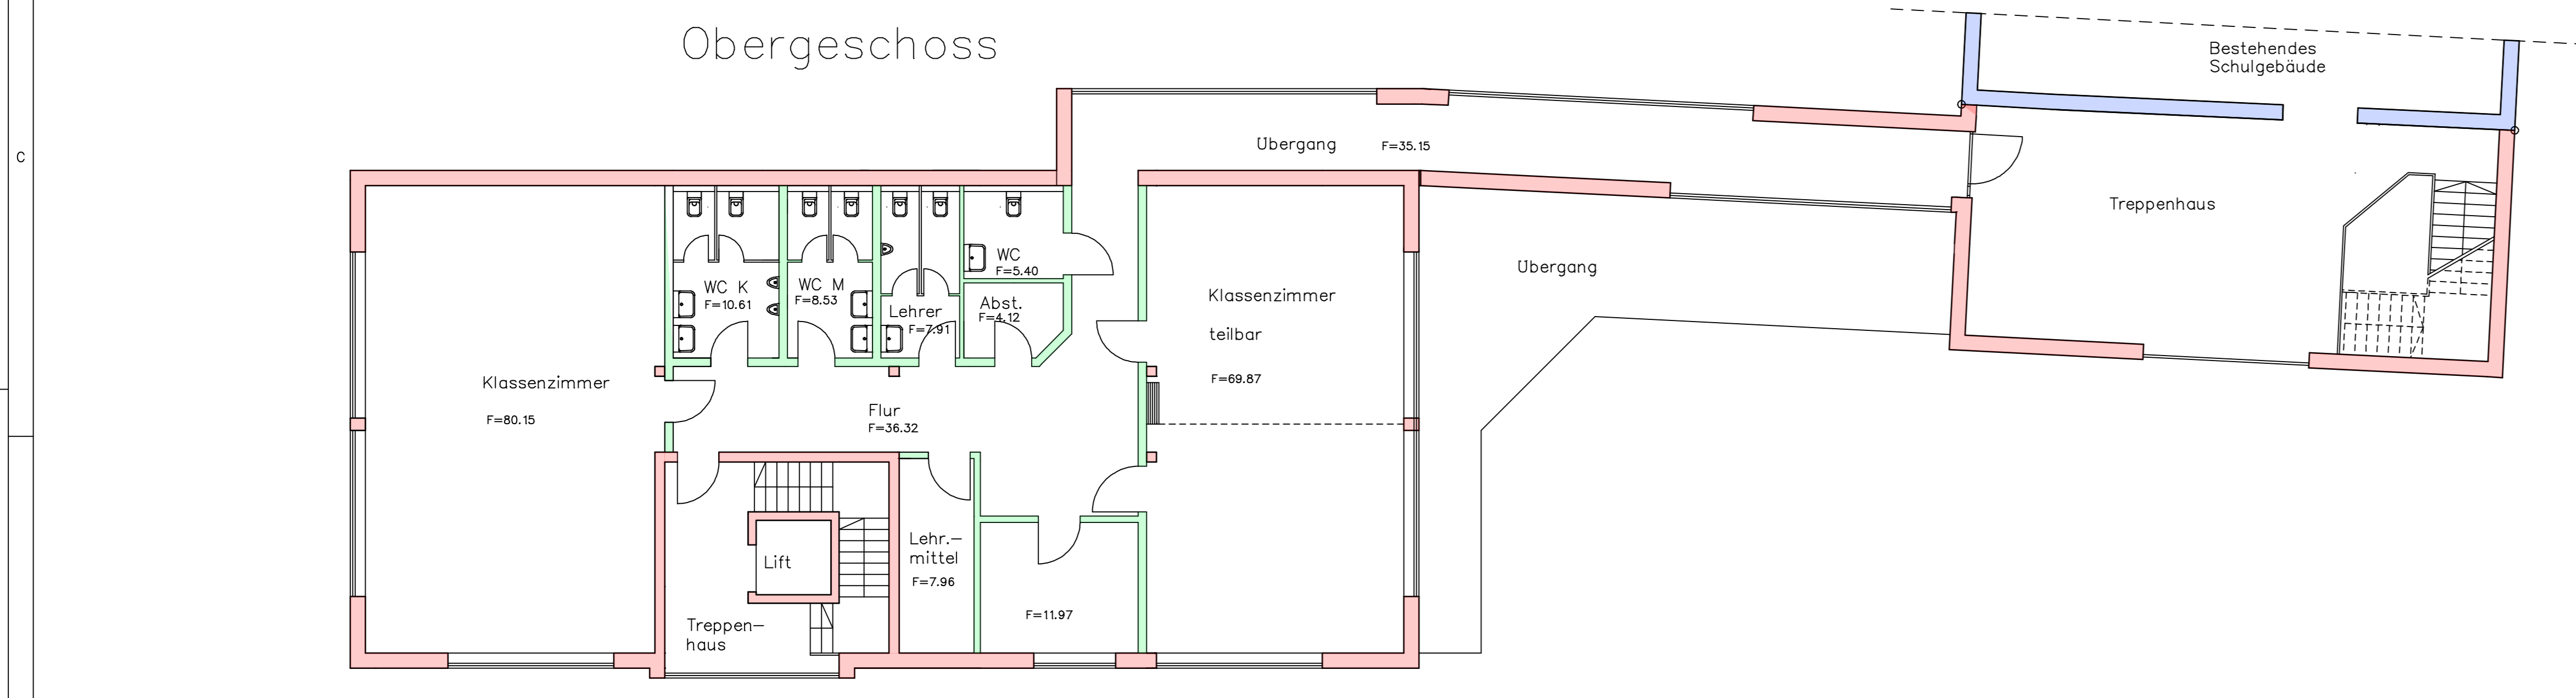 Obergeschoss
Bestehendes
Schulgebäude
C
Übergang F=35.15
Treppenhaus
WC
F=5.40
Übergang
WC K
F=10.61
WC M
F=8.53
Lehrer
F=7.91
Abst.
F=4.12
Klassenzimmer
teilbar
F=69.87
Klassenzimmer
F=80.15
Flur
F=36.32
Lift
Lehr.-
mittel
F=7.96
F=11.97
Treppen-
haus